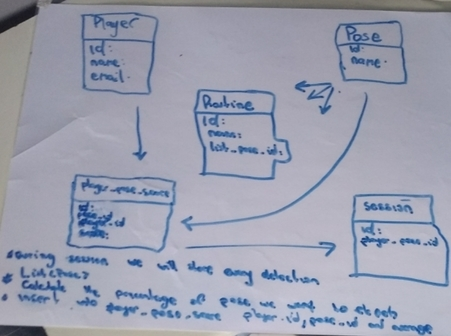 Player
id:
name:
email:
Pose
id:
name:
Routine
id:
name:
list_pose_id:
player_pose_score
id:
pose_id
player_id
score:
session
id:
player_pose_id
during session we will store every detection
List<Pose>
Calculate the percentage of pose we want to
insert into player_pose_score player_id, pose_id and average